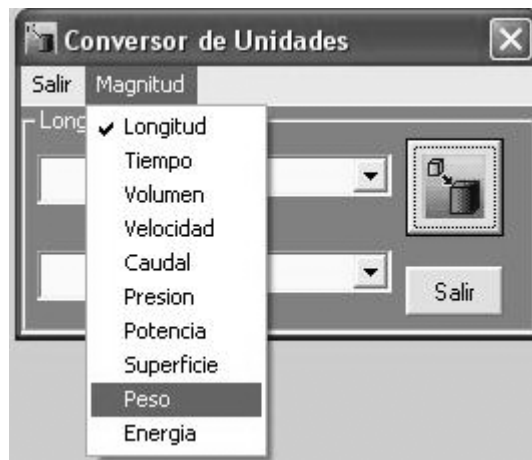 Conversor de Unidades
Salir Magnitud
Long
Longitud
Tiempo
Volumen
Velocidad
Caudal
Presion
Potencia
Superficie
Peso
Energia
Salir